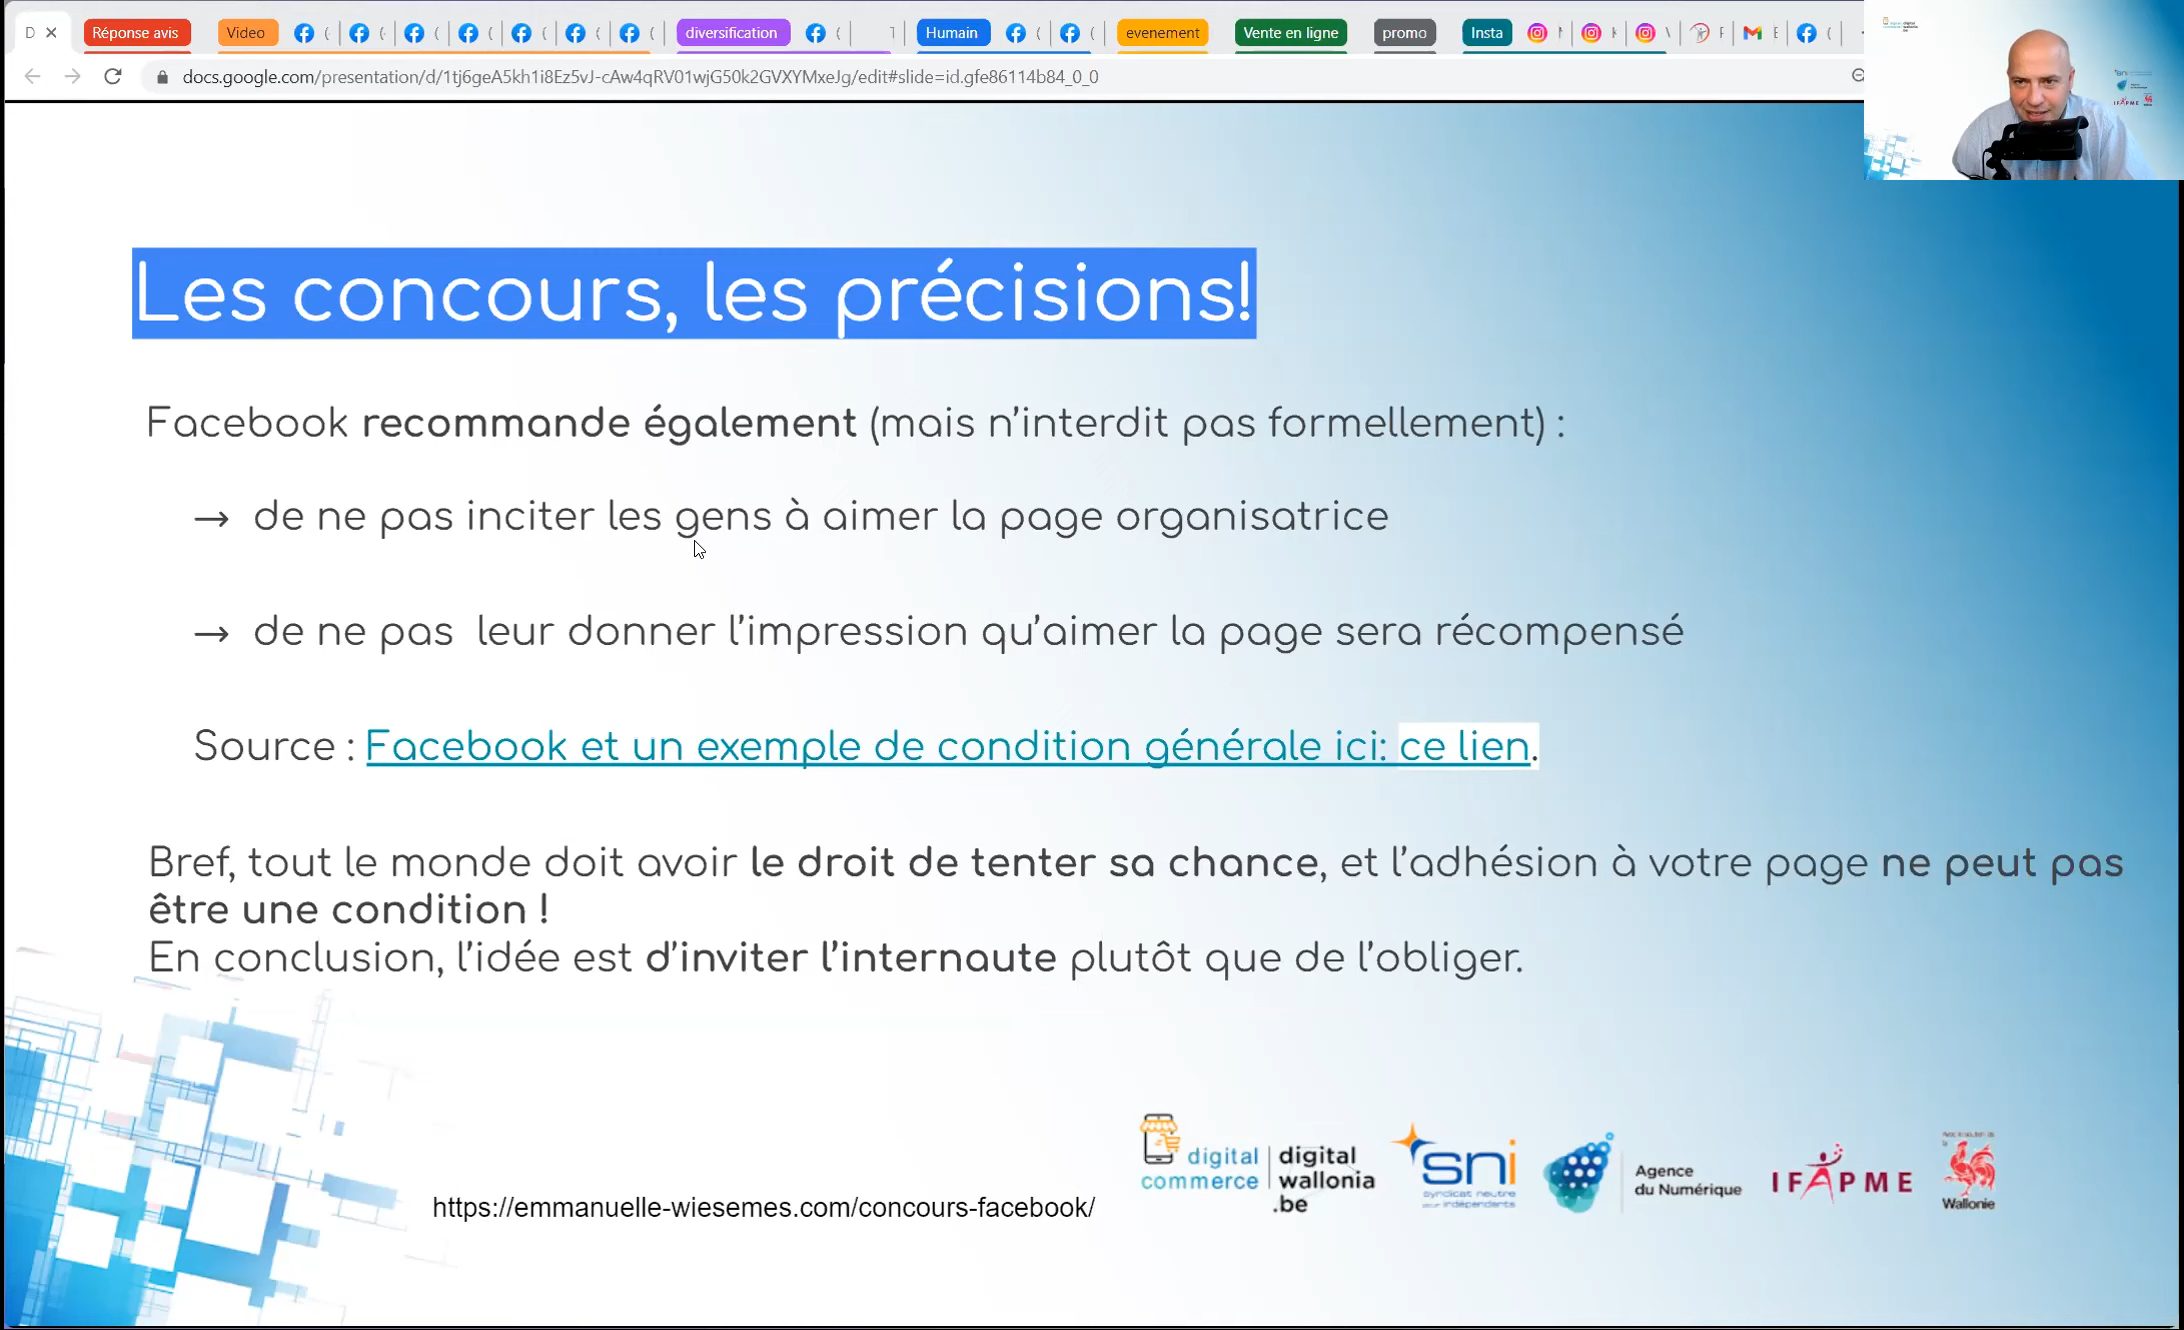 D
Réponse avis
Video
diversification
Humain
evenement
Vente en ligne
promo
Insta
docs.google.com/presentation/d/1tj6geA5kh1i8Ez5vJ-cAw4qRV01wjG50k2GVXYMxeJg/edit#slide=id.gfe86114b84_0_0
Les concours, les précisions!
Facebook recommande également (mais n'interdit pas formellement) :
→ de ne pas inciter les gens à aimer la page organisatrice
→ de ne pas leur donner l'impression qu'aimer la page sera récompensé
Source : Facebook et un exemple de condition générale ici: ce lien.
Bref, tout le monde doit avoir le droit de tenter sa chance, et l'adhésion à votre page ne peut pas
être une condition !
En conclusion, l'idée est d'inviter l'internaute plutôt que de l'obliger.
https://emmanuelle-wiesemes.com/concours-facebook/
digital
commerce
digital
wallonia
.be
sni
syndicat neutre
pour indépendants
Agence
du Numérique
IFAPME
Wallonie